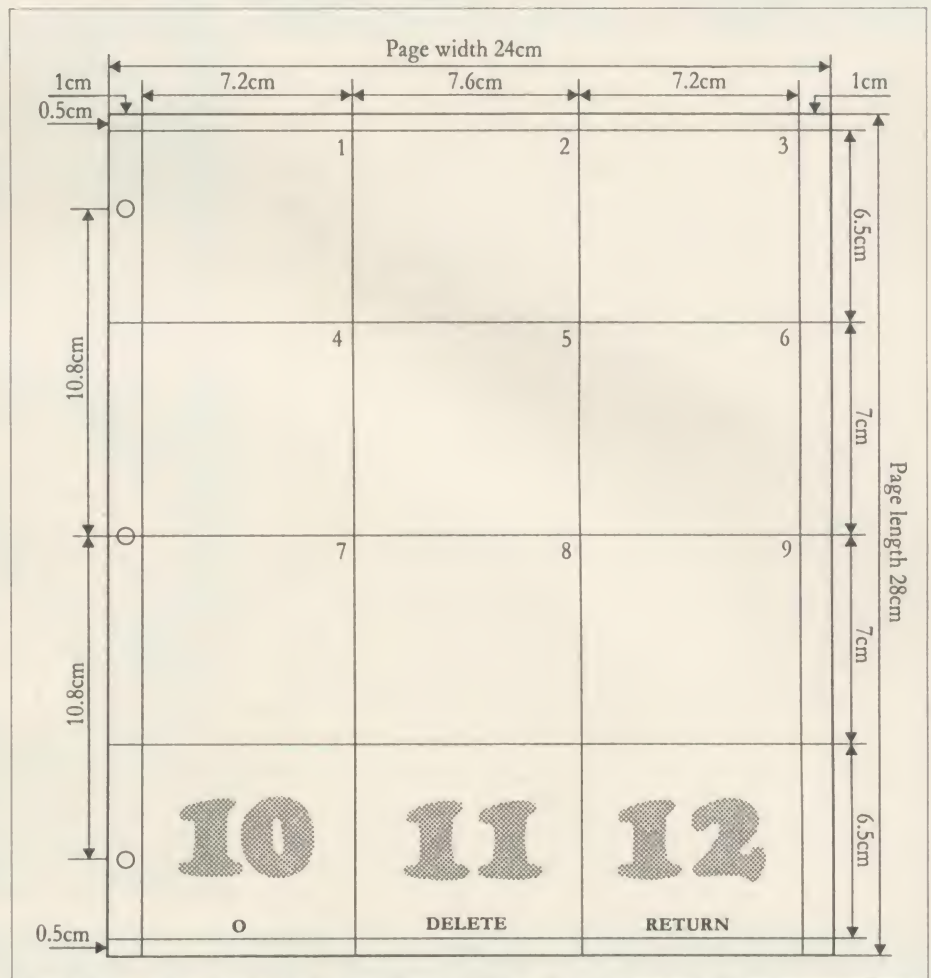 Page width 24cm
1cm 7.2cm 7.6cm 7.2cm 1cm
0.5cm
1 2 3
6.5cm
4 5 6
10.8cm
7cm
Page length 28cm
7 8 9
7cm
10.8cm
10 11 12
6.5cm
O DELETE RETURN
0.5cm